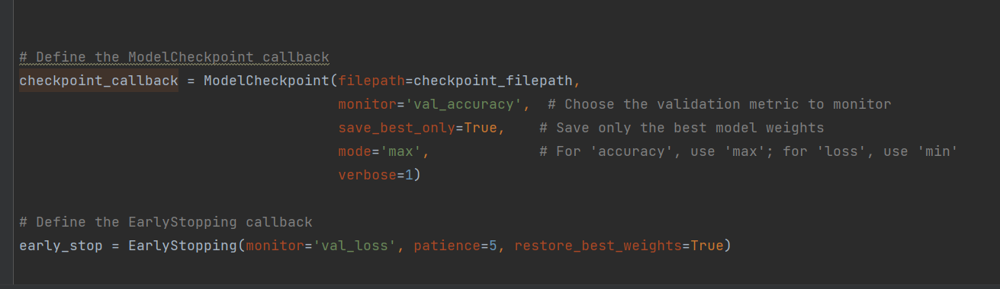 # Define the ModelCheckpoint callback
checkpoint_callback = ModelCheckpoint(filepath=checkpoint_filepath,
                                      monitor='val_accuracy',  # Choose the validation metric to monitor
                                      save_best_only=True,    # Save only the best model weights
                                      mode='max',             # For 'accuracy', use 'max'; for 'loss', use 'min'
                                      verbose=1)
# Define the EarlyStopping callback
early_stop = EarlyStopping(monitor='val_loss', patience=5, restore_best_weights=True)